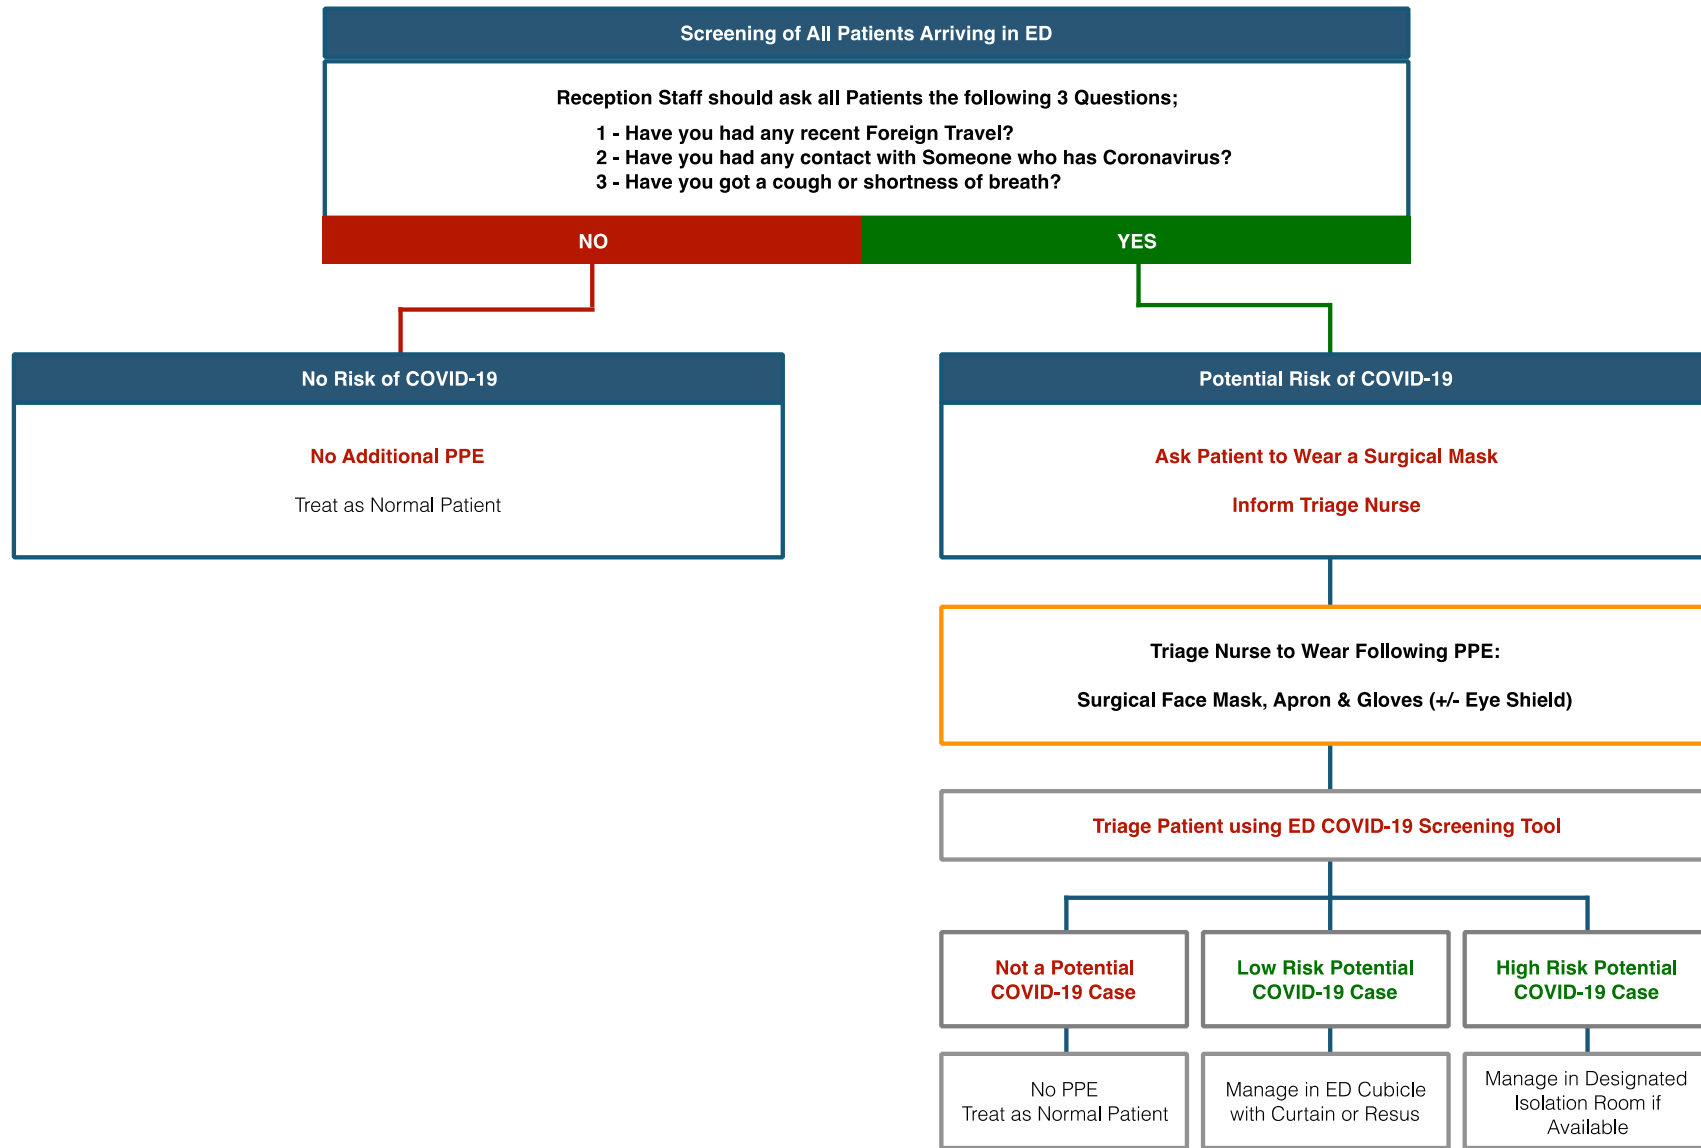 Screening of All Patients Arriving in ED
Reception Staff should ask all Patients the following 3 Questions;
1 - Have you had any recent Foreign Travel?
2 - Have you had any contact with Someone who has Coronavirus?
3 - Have you got a cough or shortness of breath?
NO
YES
No Risk of COVID-19
No Additional PPE
Treat as Normal Patient
Potential Risk of COVID-19
Ask Patient to Wear a Surgical Mask
Inform Triage Nurse
Triage Nurse to Wear Following PPE:
Surgical Face Mask, Apron & Gloves (+/- Eye Shield)
Triage Patient using ED COVID-19 Screening Tool
Not a Potential
COVID-19 Case
No PPE
Treat as Normal Patient
Low Risk Potential
COVID-19 Case
Manage in ED Cubicle
with Curtain or Resus
High Risk Potential
COVID-19 Case
Manage in Designated
Isolation Room if
Available